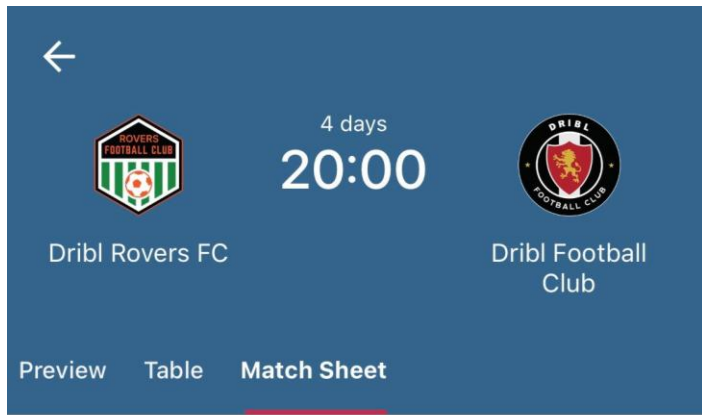 4 days
20:00
ROVERS
FOOTBALL CLUB
DRIBL
FOOTBALL CLUB
Dribl Rovers FC
Dribl Football
Club
Preview Table Match Sheet